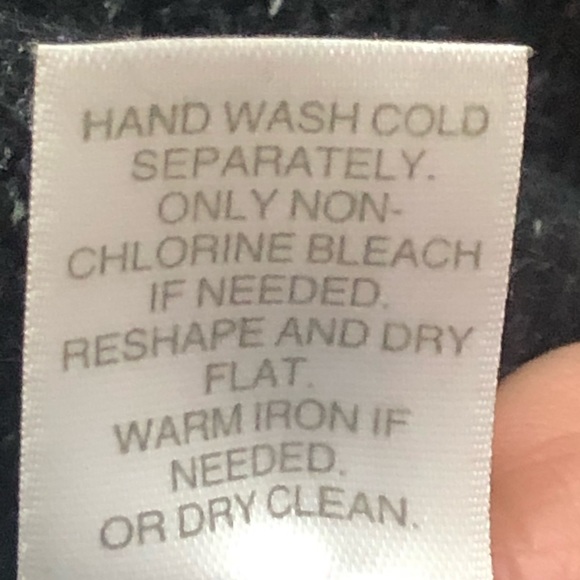 HAND WASH COLD
SEPARATELY.
ONLY NON-
CHLORINE BLEACH
IF NEEDED.
RESHAPE AND DRY
FLAT.
WARM IRON IF
NEEDED.
OR DRY CLEAN.